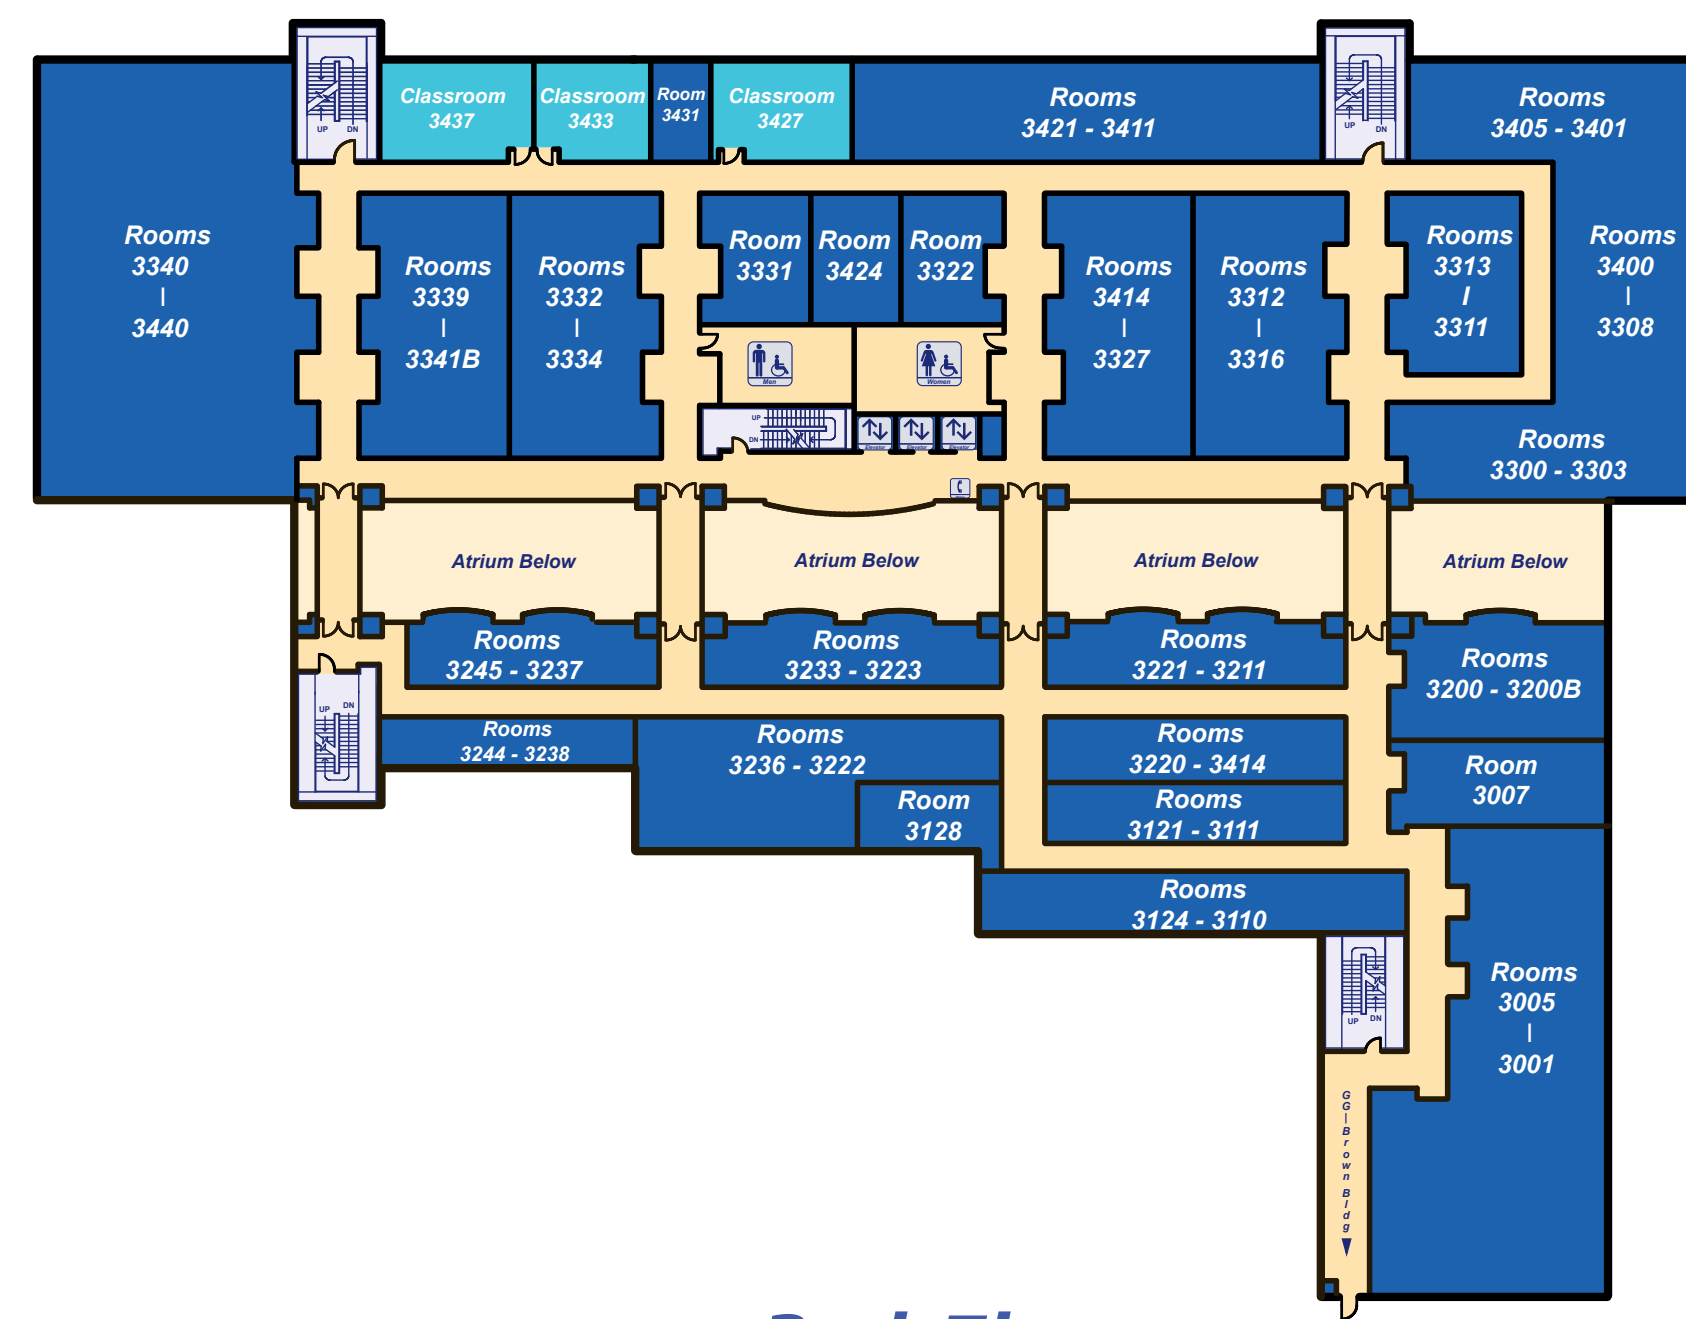 UP DN
Classroom
3437
Classroom
3433
Room
3431
Classroom
3427
Rooms
3421 - 3411
UP DN
Rooms
3405 - 3401
Rooms
3340
|
3440
Rooms
3339
|
3341B
Rooms
3332
|
3334
Room
3331
Room
3424
Room
3322
Rooms
3414
|
3327
Rooms
3312
|
3316
Rooms
3313
|
3311
Rooms
3400
|
3308
Men
Women
UP
DN
Elevator
Elevator
Elevator
Rooms
3300 - 3303
Atrium Below
Atrium Below
Atrium Below
Atrium Below
Rooms
3245 - 3237
Rooms
3233 - 3223
Rooms
3221 - 3211
Rooms
3200 - 3200B
UP DN
Rooms
3244 - 3238
Rooms
3236 - 3222
Rooms
3220 - 3414
Room
3007
Room
3128
Rooms
3121 - 3111
Rooms
3124 - 3110
UP DN
Rooms
3005
|
3001
GG|Brown Bldg